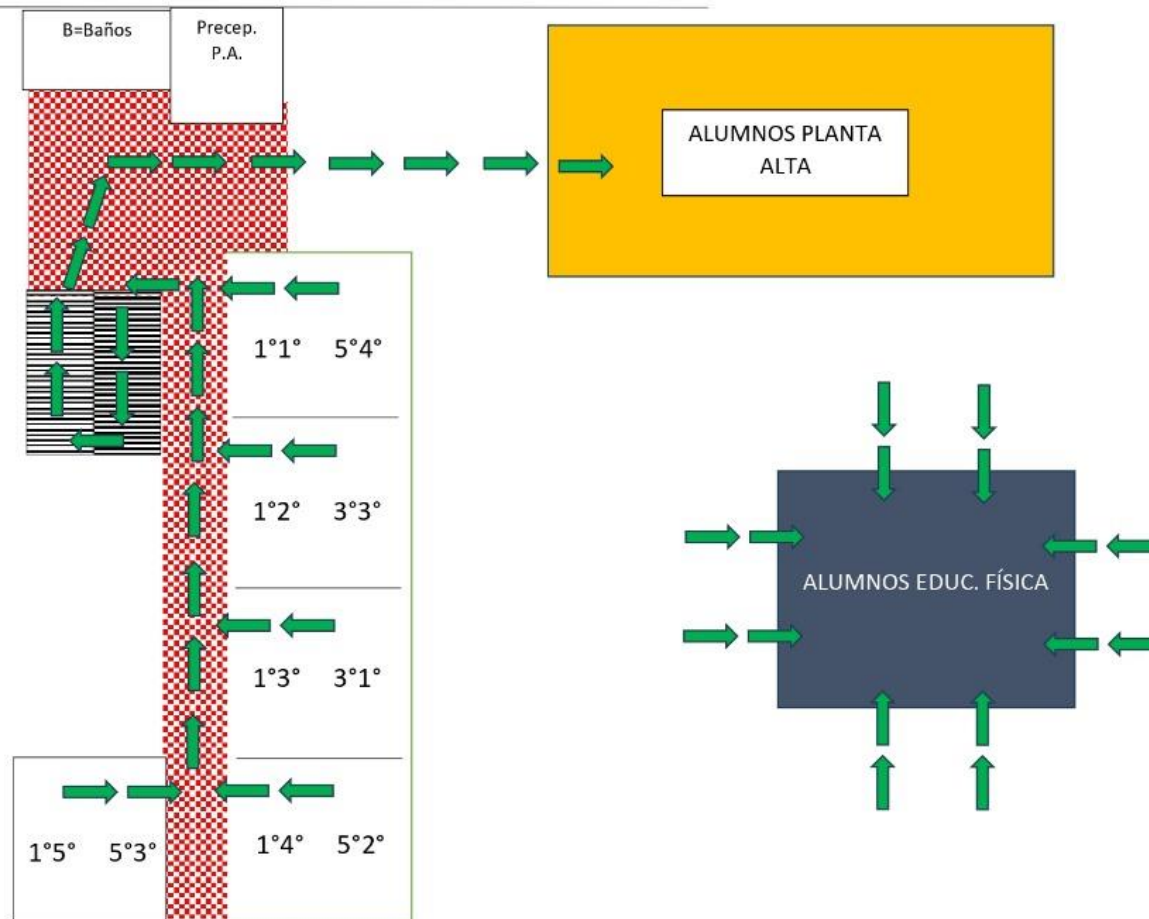 B=Baños
Precep.
P.A.
ALUMNOS PLANTA
ALTA
1°1° 5°4°
1°2° 3°3°
ALUMNOS EDUC. FÍSICA
1°3° 3°1°
1°5° 5°3°
1°4° 5°2°